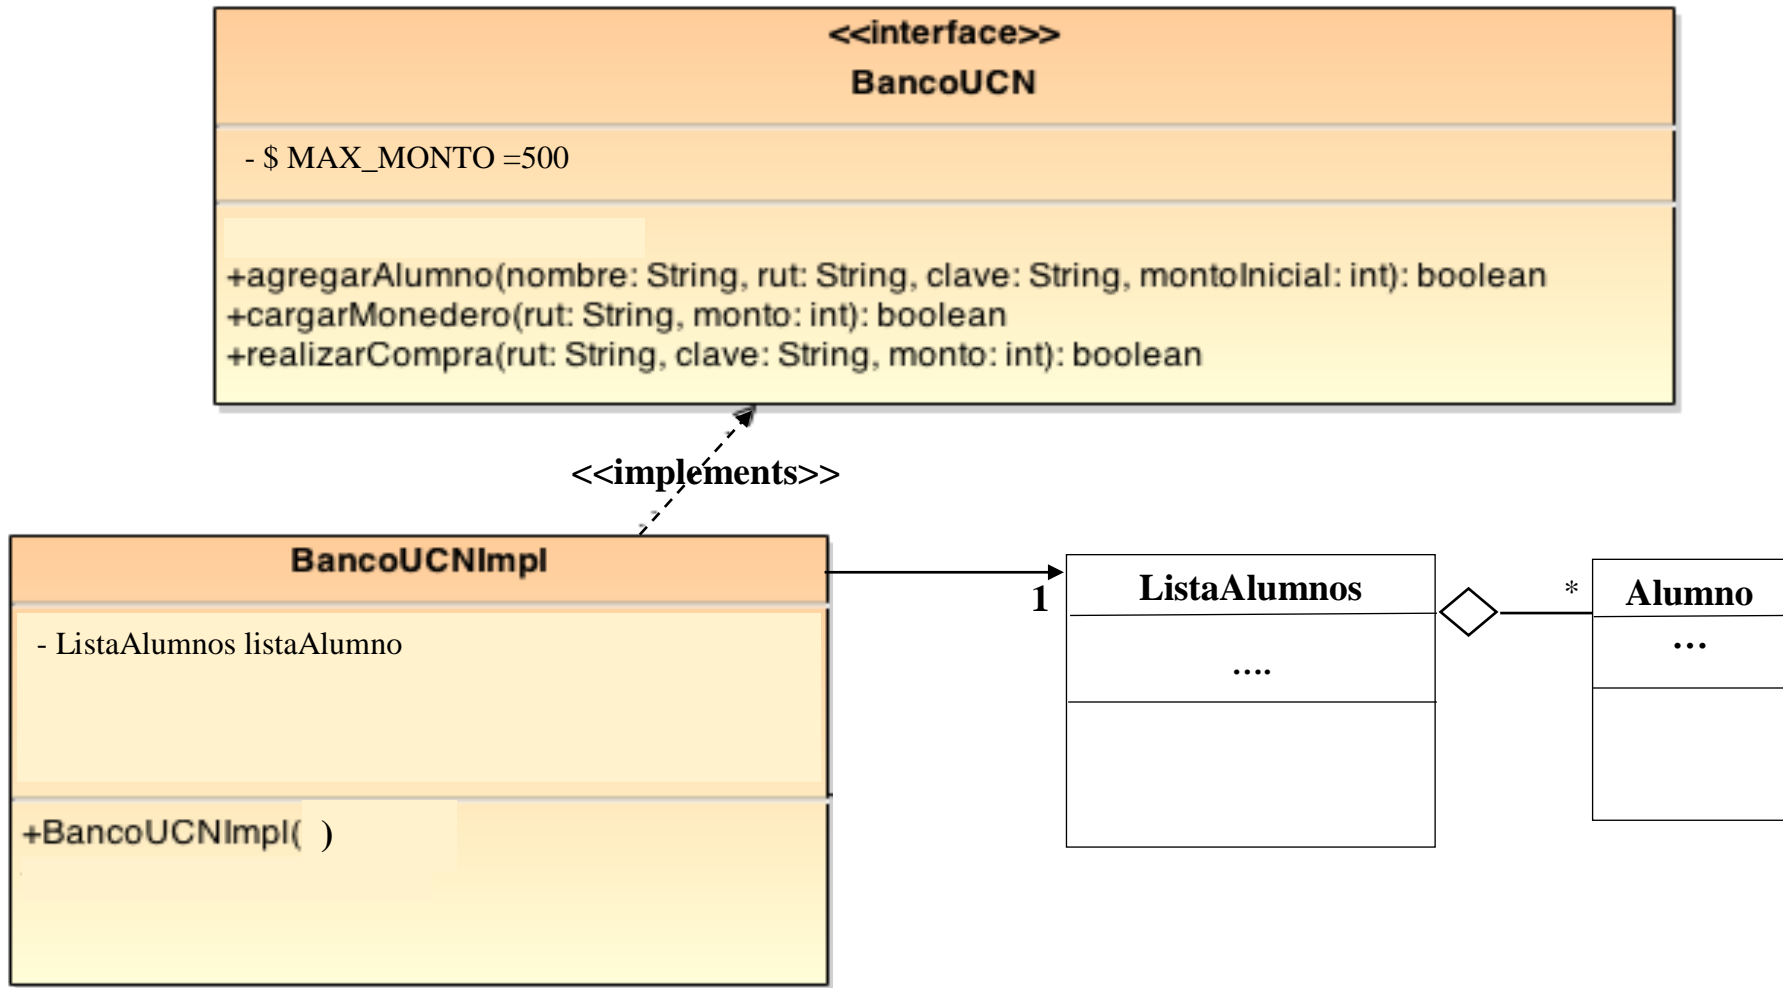 <<interface>>
BancoUCN
- $ MAX_MONTO =500
+agregarAlumno(nombre: String, rut: String, clave: String, montoInicial: int): boolean
+cargarMonedero(rut: String, monto: int): boolean
+realizarCompra(rut: String, clave: String, monto: int): boolean
<<implements>>
BancoUCNImpl
- ListaAlumnos listaAlumno
+BancoUCNImpl( )
1
ListaAlumnos
....
*
Alumno
...